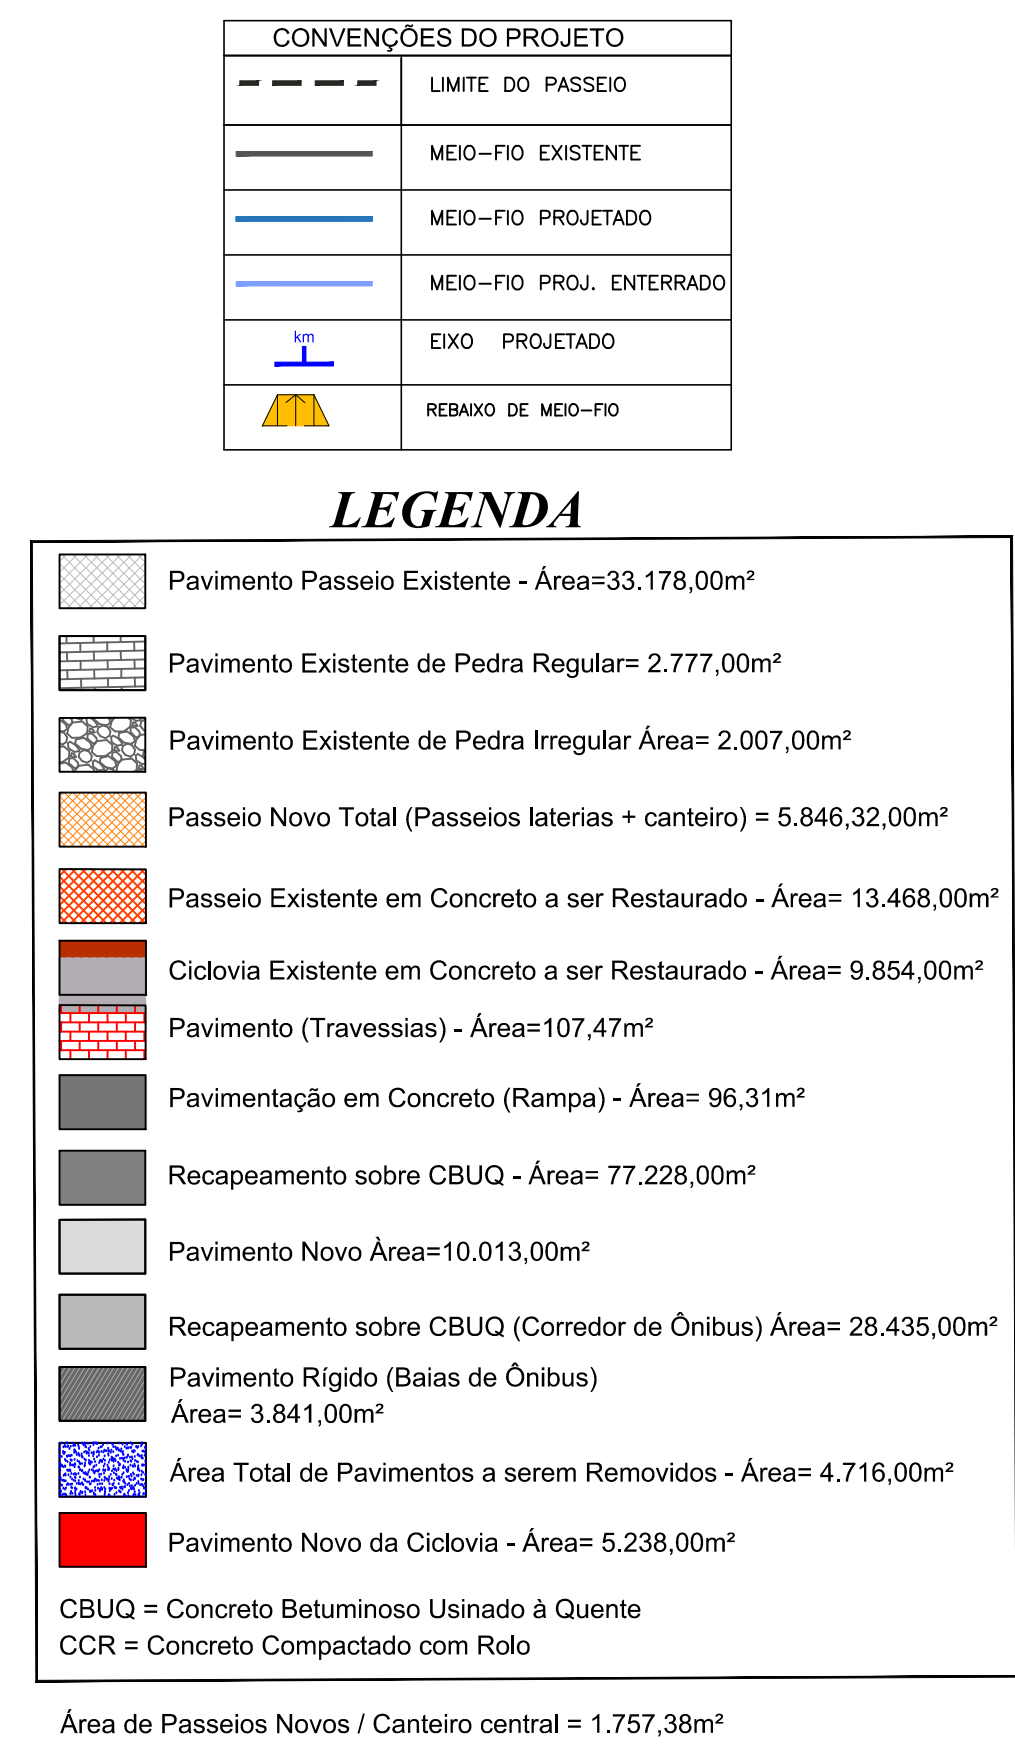 CONVENÇÕES DO PROJETO
LIMITE DO PASSEIO
MEIO-FIO EXISTENTE
MEIO-FIO PROJETADO
MEIO-FIO PROJ. ENTERRADO
km
EIXO PROJETADO
REBAIXO DE MEIO-FIO
LEGENDA
Pavimento Passeio Existente - Área=33.178,00m²
Pavimento Existente de Pedra Regular= 2.777,00m²
Pavimento Existente de Pedra Irregular Área= 2.007,00m²
Passeio Novo Total (Passeios laterias + canteiro) = 5.846,32,00m²
Passeio Existente em Concreto a ser Restaurado - Área= 13.468,00m²
Ciclovia Existente em Concreto a ser Restaurado - Área= 9.854,00m²
Pavimento (Travessias) - Área=107,47m²
Pavimentação em Concreto (Rampa) - Área= 96,31m²
Recapeamento sobre CBUQ - Área= 77.228,00m²
Pavimento Novo Àrea=10.013,00m²
Recapeamento sobre CBUQ (Corredor de Ônibus) Área= 28.435,00m²
Pavimento Rígido (Baias de Ônibus)
Área= 3.841,00m²
Área Total de Pavimentos a serem Removidos - Área= 4.716,00m²
Pavimento Novo da Ciclovia - Área= 5.238,00m²
CBUQ = Concreto Betuminoso Usinado à Quente
CCR = Concreto Compactado com Rolo
Área de Passeios Novos / Canteiro central = 1.757,38m²